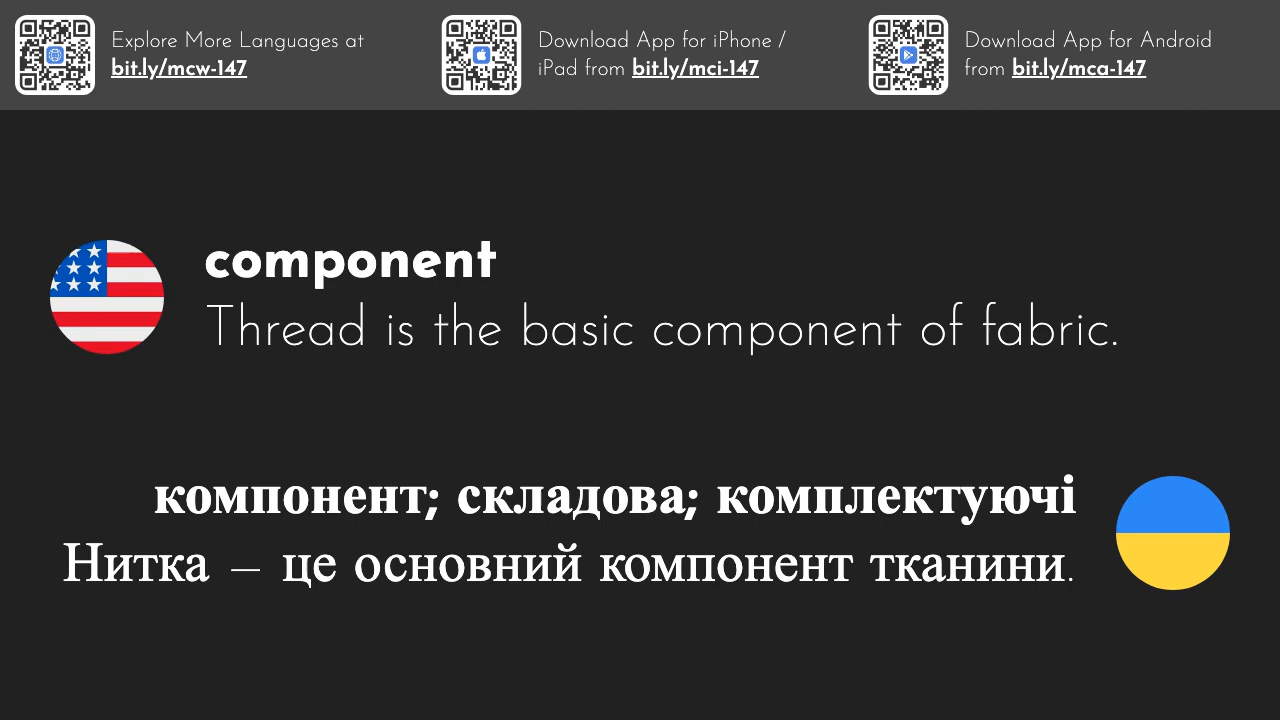 Explore More Languages at
bit.ly/mcw-147
Download App for iPhone /
iPad from bit.ly/mci-147
Download App for Android
from bit.ly/mca-147
component
Thread is the basic component of fabric.
компонент; складова; комплектуючі
Нитка – це основний компонент тканини.